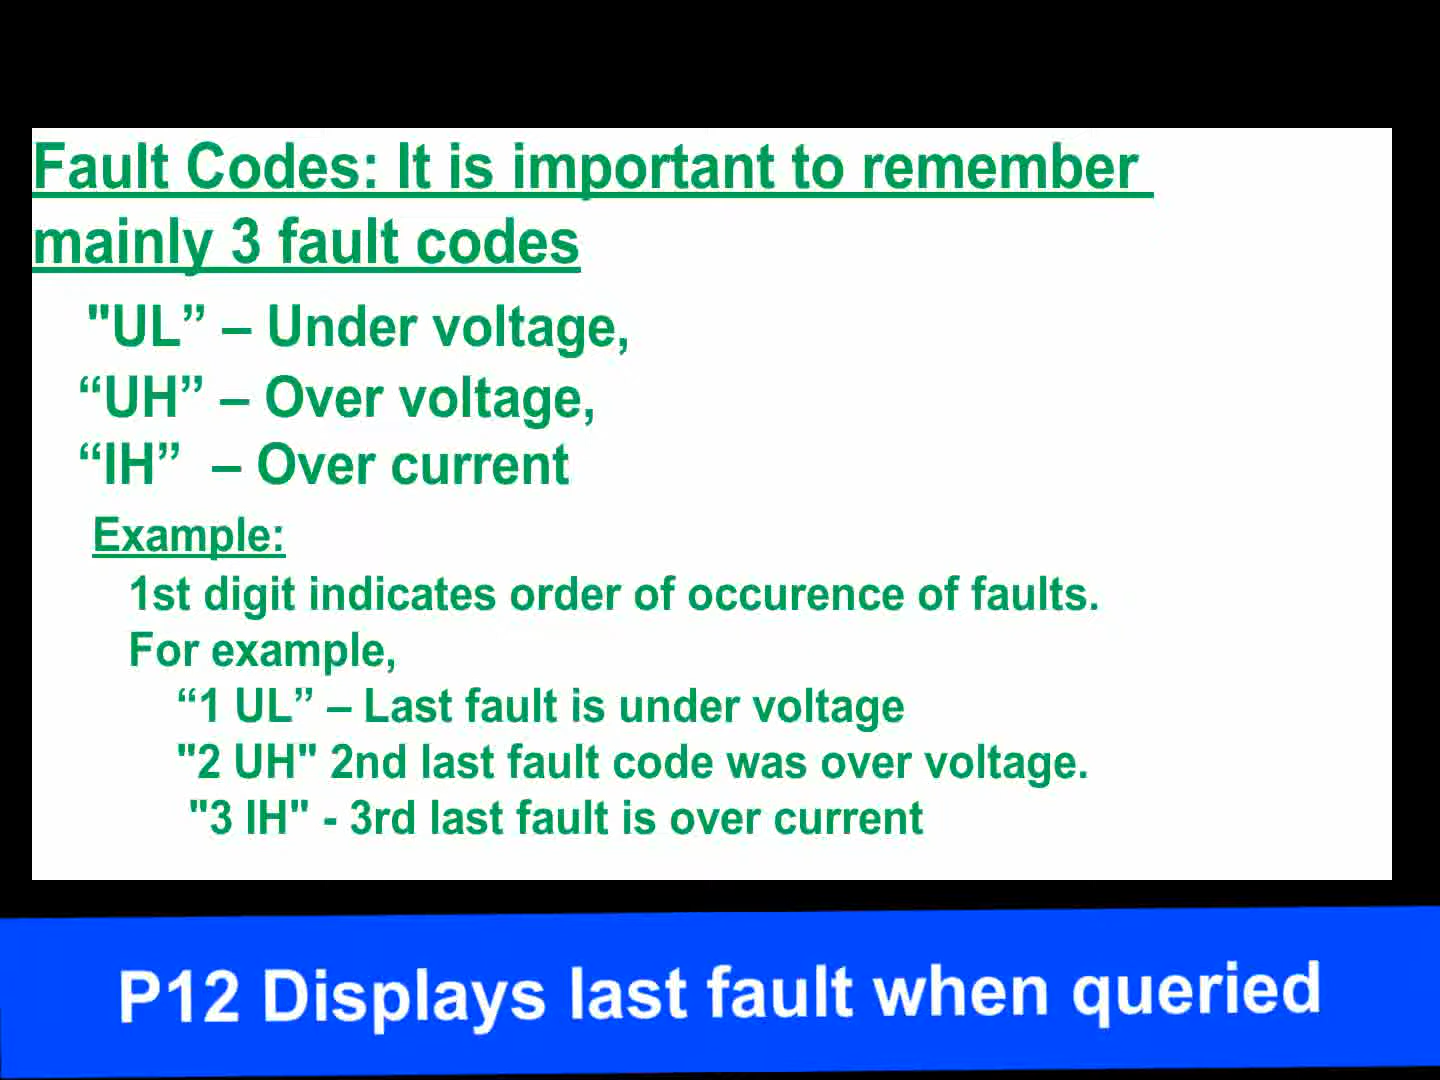 Fault Codes: It is important to remember
mainly 3 fault codes
"UL” – Under voltage,
“UH” – Over voltage,
“IH” – Over current
Example:
1st digit indicates order of occurence of faults.
For example,
“1 UL” – Last fault is under voltage
"2 UH" 2nd last fault code was over voltage.
"3 IH" - 3rd last fault is over current
P12 Displays last fault when queried